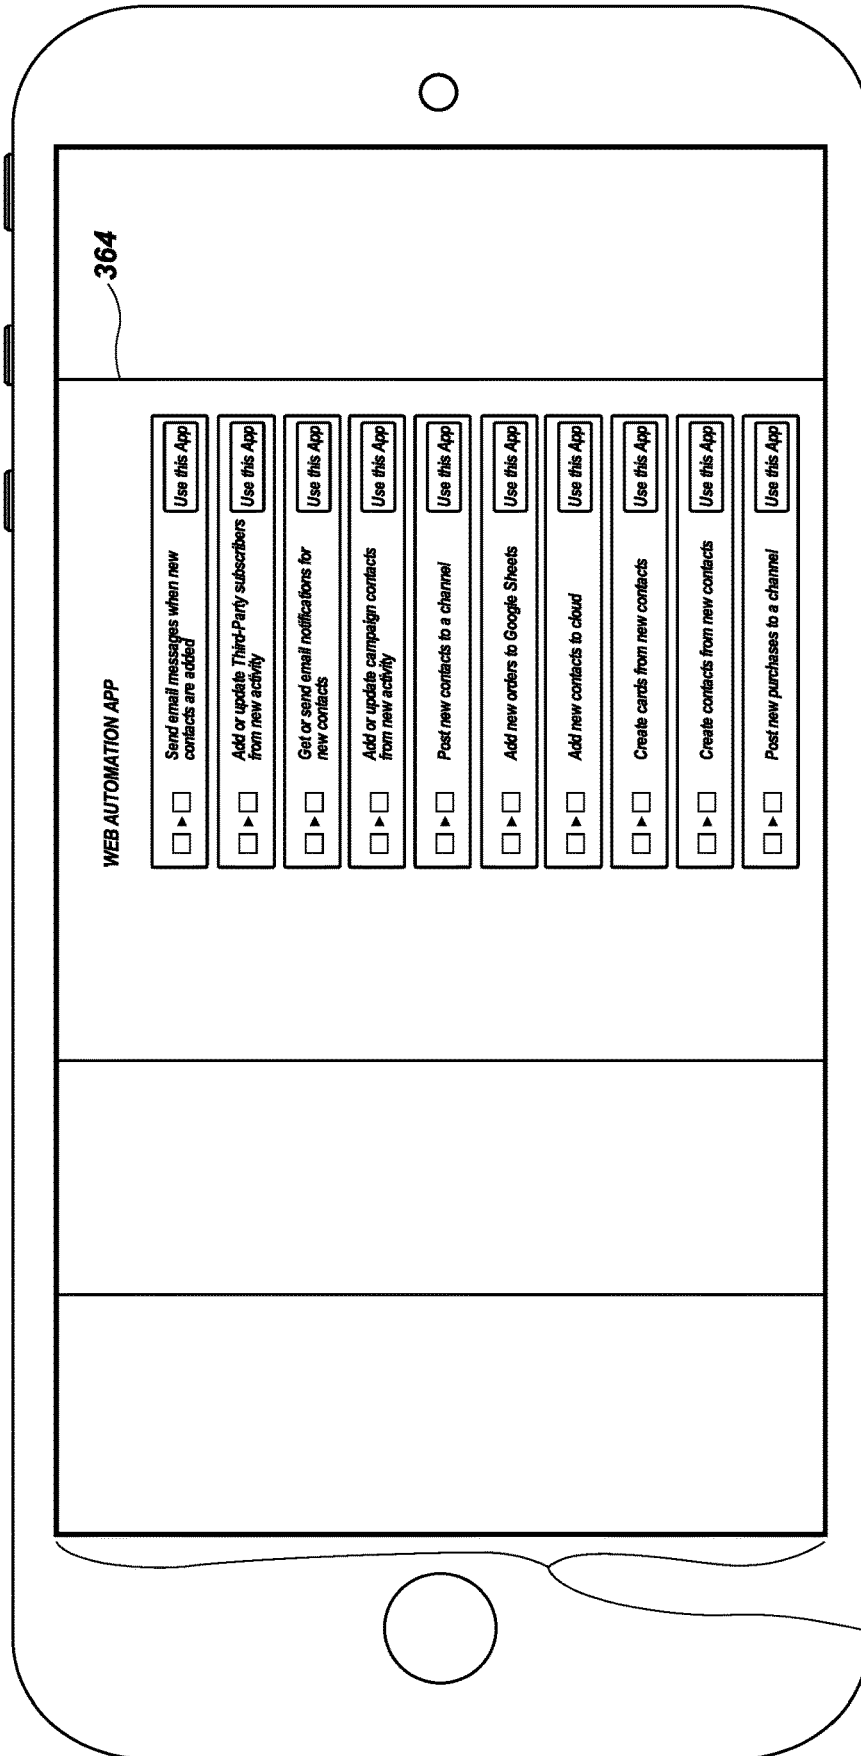 364
WEB AUTOMATION APP
Send email messages when new
contacts are added
Use this App
Add or update Third-Party subscribers
from new activity
Use this App
Get or send email notifications for
new contacts
Use this App
Add or update campaign contacts
from new activity
Use this App
Post new contacts to a channel
Use this App
Add new orders to Google Sheets
Use this App
Add new contacts to cloud
Use this App
Create cards from new contacts
Use this App
Create contacts from new contacts
Use this App
Post new purchases to a channel
Use this App